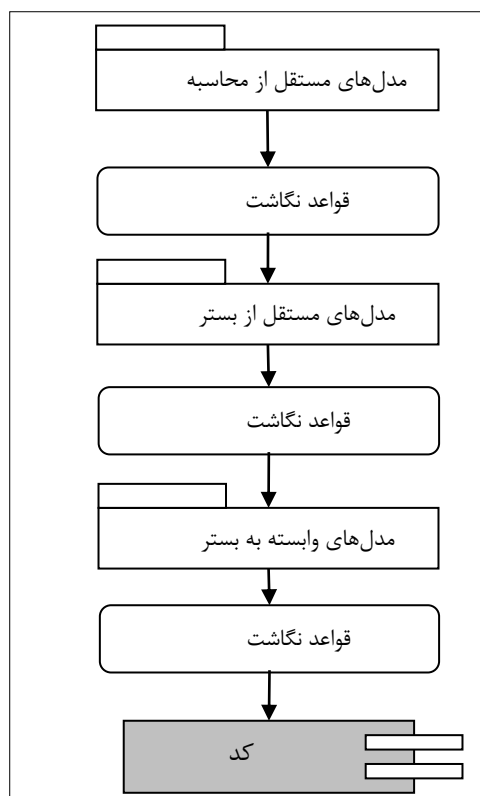 مدل‌های مستقل از محاسبه
قواعد نگاشت
مدل‌های مستقل از بستر
قواعد نگاشت
مدل‌های وابسته به بستر
قواعد نگاشت
کد